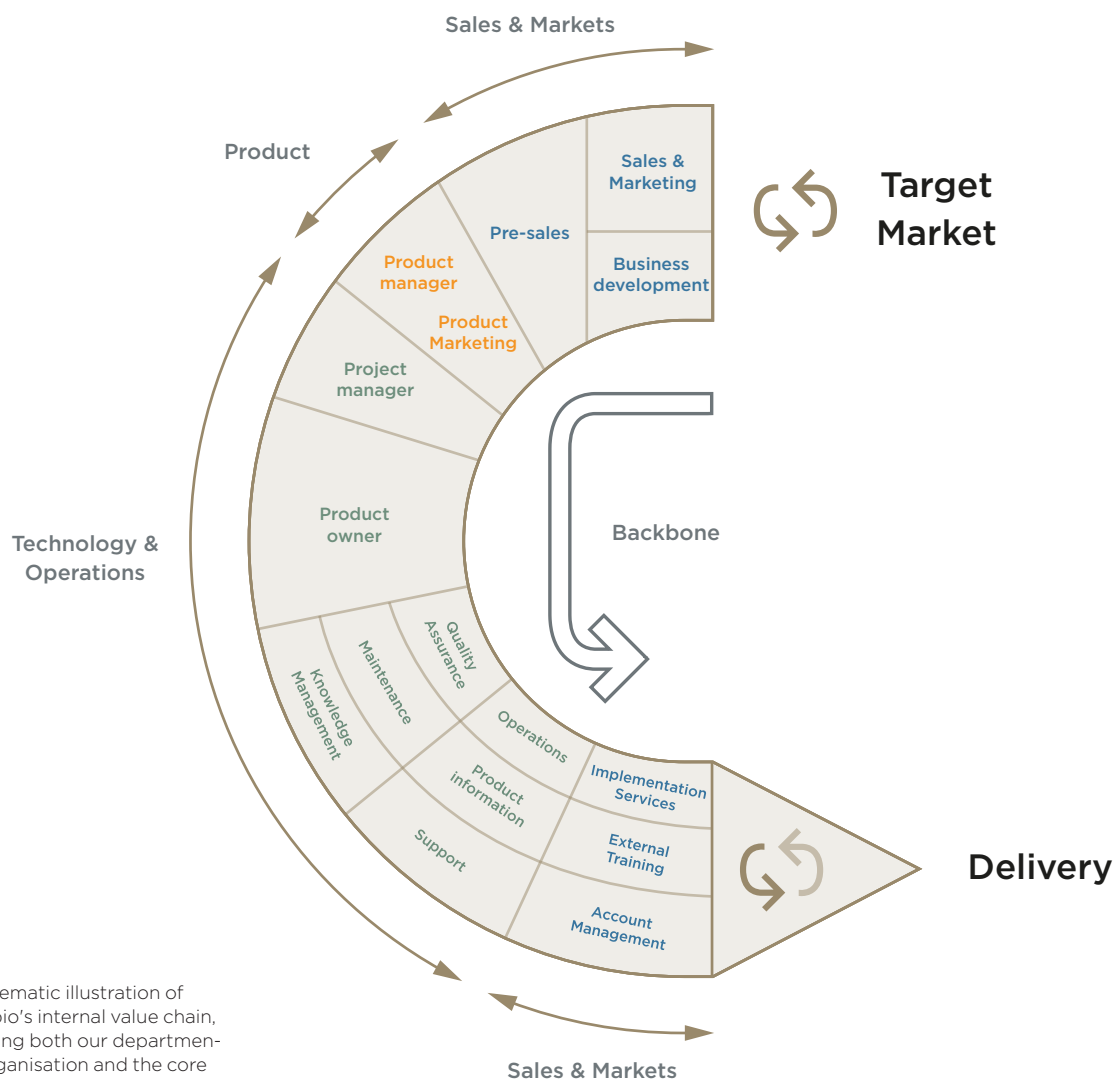 Sales & Markets
Product
Sales &
Marketing
Target
Market
Pre-sales
Business
development
Product
manager
Product
Marketing
Project
manager
Product
owner
Backbone
Technology &
Operations
Quality
Assurance
Maintenance
Knowledge
Management
Operations
Product
information
Support
Implementation
Services
External
Training
Account
Management
Delivery
ematic illustration of
io's internal value chain,
ng both our departmen-
ganisation and the core
Sales & Markets